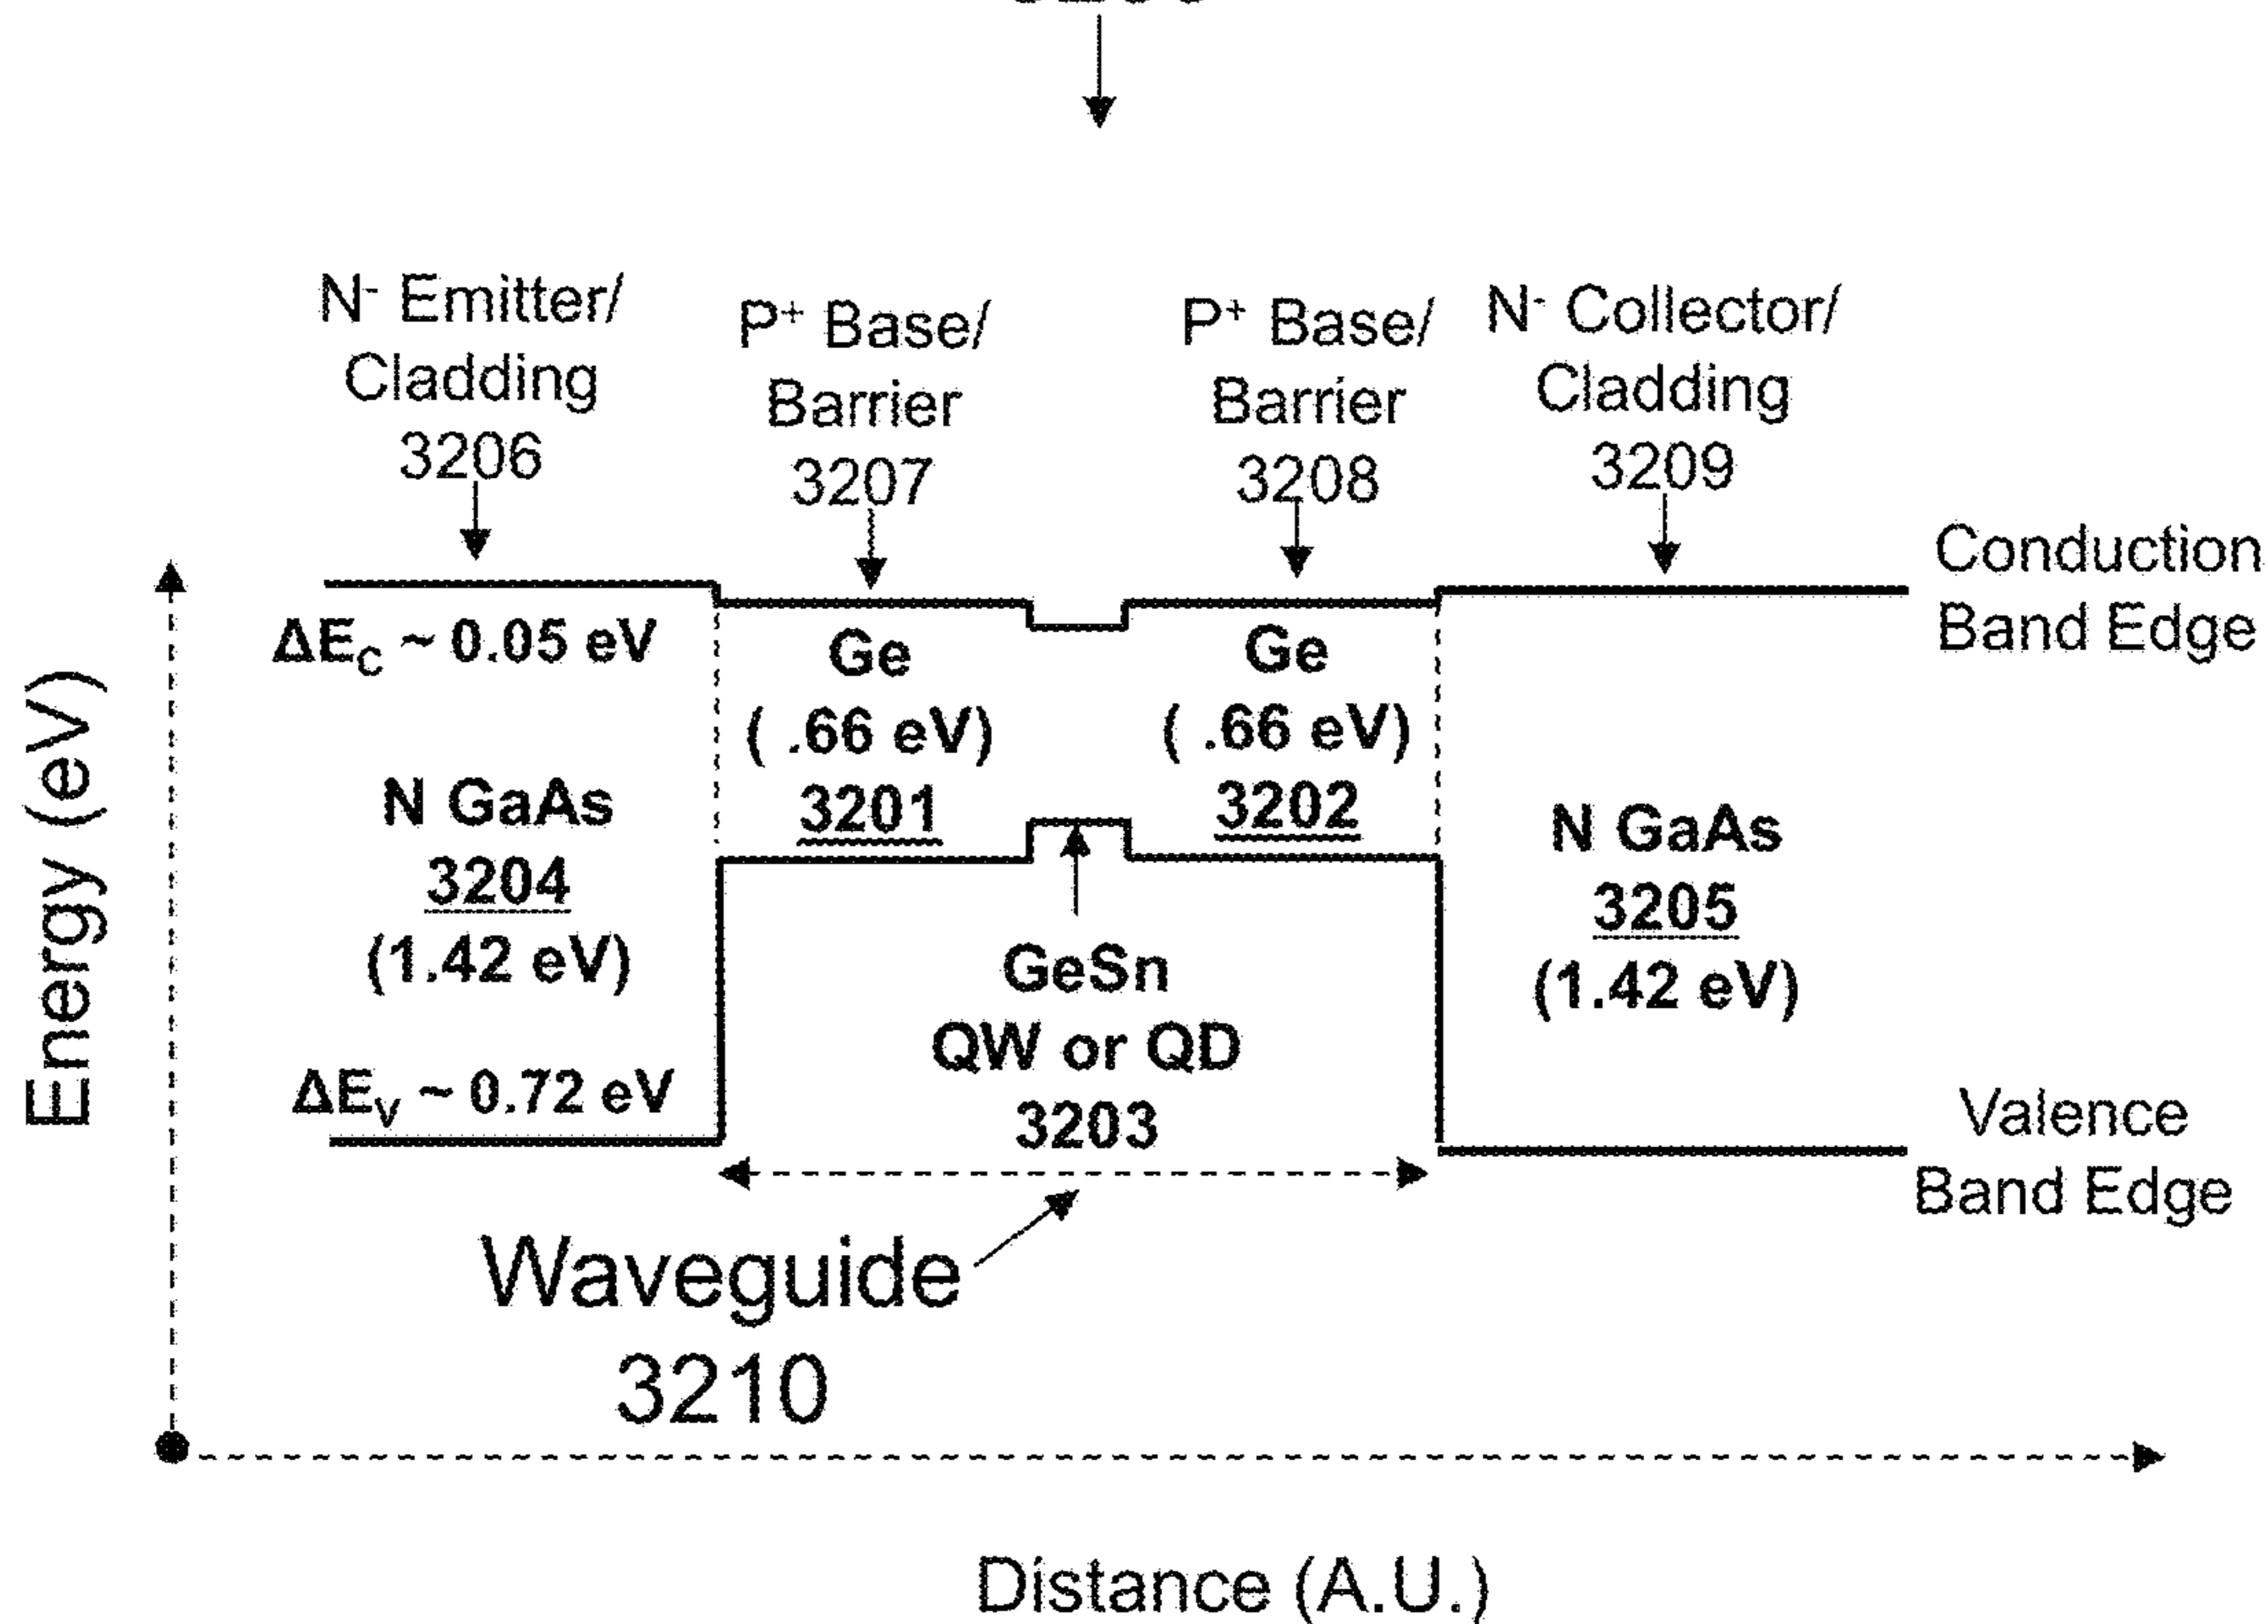 N⁻ Emitter/
Cladding
3206
P⁺ Base/
Barrier
3207
P⁺ Base/
Barrier
3208
N⁻ Collector/
Cladding
3209
Conduction
Band Edge
ΔE_C ~ 0.05 eV
Ge
( .66 eV)
3201
Ge
( .66 eV)
3202
N GaAs
3204
(1.42 eV)
N GaAs
3205
(1.42 eV)
GeSn
QW or QD
3203
ΔE_V ~ 0.72 eV
Valence
Band Edge
Waveguide
3210
Energy (eV)
Distance (A.U.)